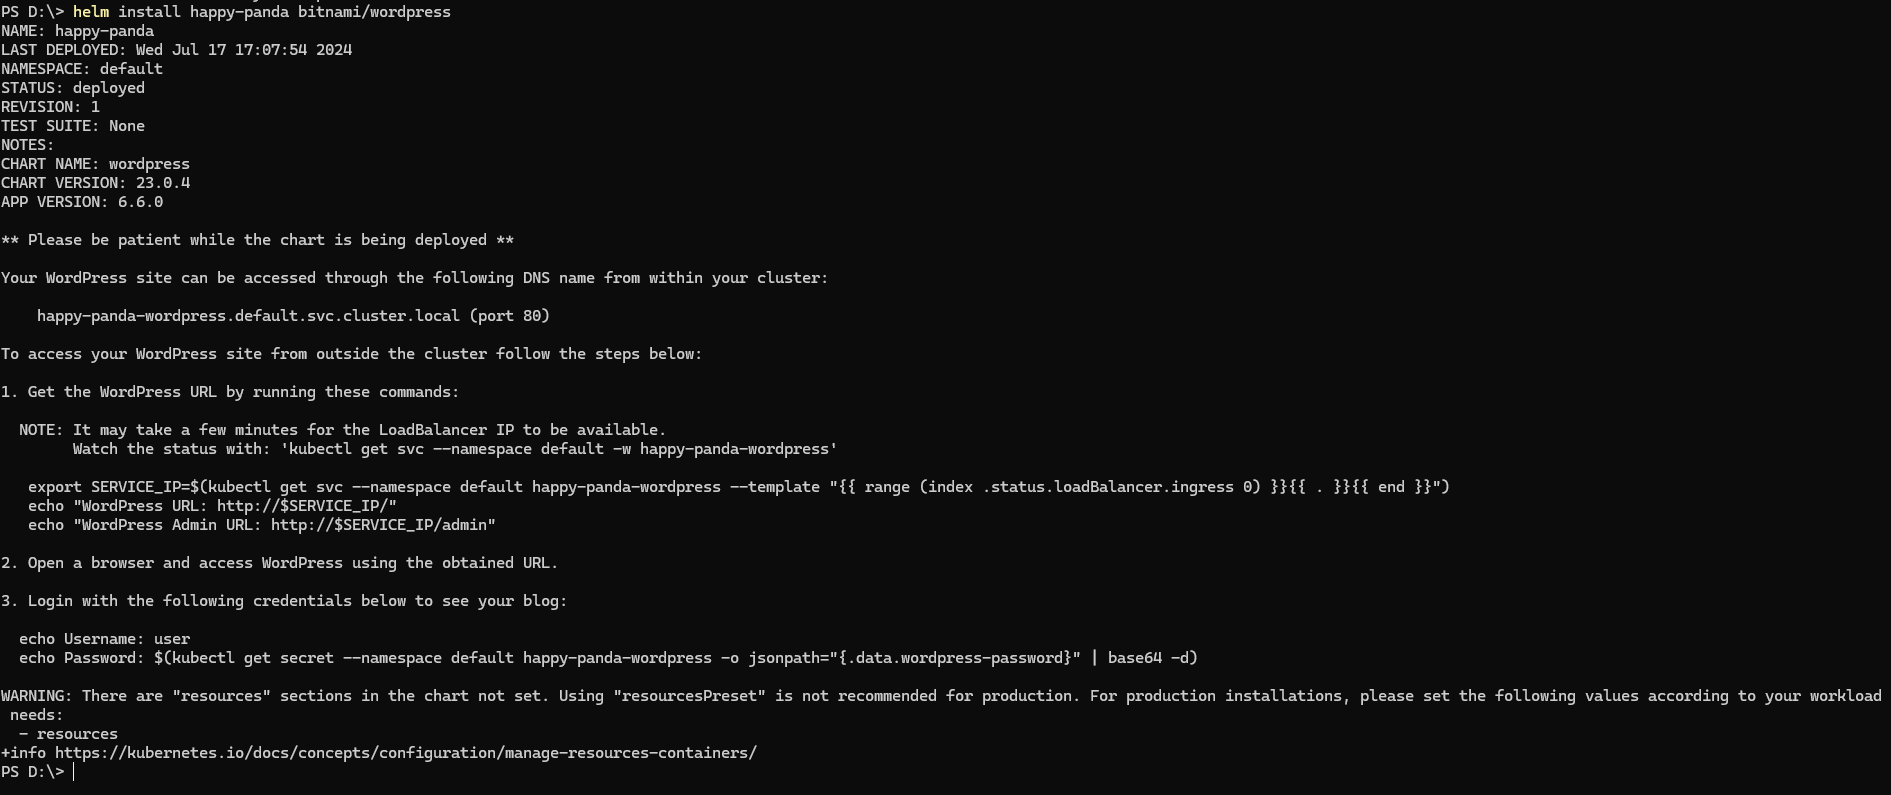 PS D:\> helm install happy-panda bitnami/wordpress
NAME: happy-panda
LAST DEPLOYED: Wed Jul 17 17:07:54 2024
NAMESPACE: default
STATUS: deployed
REVISION: 1
TEST SUITE: None
NOTES:
CHART NAME: wordpress
CHART VERSION: 23.0.4
APP VERSION: 6.6.0

** Please be patient while the chart is being deployed **

Your WordPress site can be accessed through the following DNS name from within your cluster:

    happy-panda-wordpress.default.svc.cluster.local (port 80)

To access your WordPress site from outside the cluster follow the steps below:

1. Get the WordPress URL by running these commands:

  NOTE: It may take a few minutes for the LoadBalancer IP to be available.
        Watch the status with: 'kubectl get svc --namespace default -w happy-panda-wordpress'

   export SERVICE_IP=$(kubectl get svc --namespace default happy-panda-wordpress --template "{{ range (index .status.loadBalancer.ingress 0) }}{{ . }}{{ end }}")
   echo "WordPress URL: http://$SERVICE_IP/"
   echo "WordPress Admin URL: http://$SERVICE_IP/admin"

2. Open a browser and access WordPress using the obtained URL.

3. Login with the following credentials below to see your blog:

  echo Username: user
  echo Password: $(kubectl get secret --namespace default happy-panda-wordpress -o jsonpath="{.data.wordpress-password}" | base64 -d)

WARNING: There are "resources" sections in the chart not set. Using "resourcesPreset" is not recommended for production. For production installations, please set the following values according to your workload
 needs:
  - resources
+info https://kubernetes.io/docs/concepts/configuration/manage-resources-containers/
PS D:\>